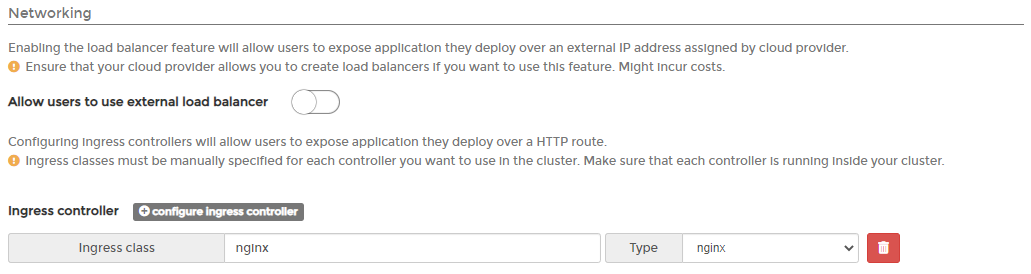 Networking
Enabling the load balancer feature will allow users to expose application they deploy over an external IP address assigned by cloud provider.
Ensure that your cloud provider allows you to create load balancers if you want to use this feature. Might incur costs.
Allow users to use external load balancer
Configuring ingress controllers will allow users to expose application they deploy over a HTTP route.
Ingress classes must be manually specified for each controller you want to use in the cluster. Make sure that each controller is running inside your cluster.
Ingress controller configure ingress controller
Ingress class nginx Type nginx